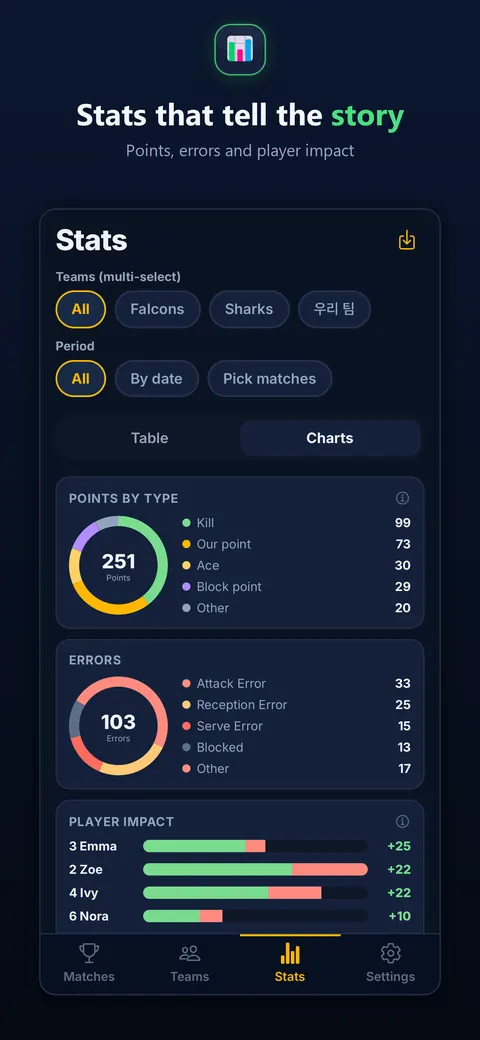 Stats that tell the story
Points, errors and player impact
Stats
Teams (multi-select)
All
Falcons
Sharks
우리 팀
Period
All
By date
Pick matches
Table
Charts
POINTS BY TYPE
251
Points
Kill 99
Our point 73
Ace 30
Block point 29
Other 20
ERRORS
103
Errors
Attack Error 33
Reception Error 25
Serve Error 15
Blocked 13
Other 17
PLAYER IMPACT
3 Emma +25
2 Zoe +22
4 Ivy +22
6 Nora +10
Matches
Teams
Stats
Settings